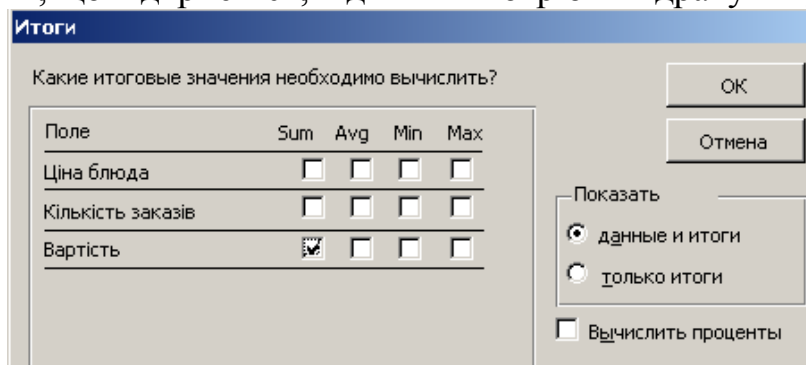 Итоги
Какие итоговые значения необходимо вычислить?
ОК
Отмена
Поле Sum Avg Min Max
Ціна блюда
Кількість заказів
Вартість
Показать
данные и итоги
только итоги
Вычислить проценты